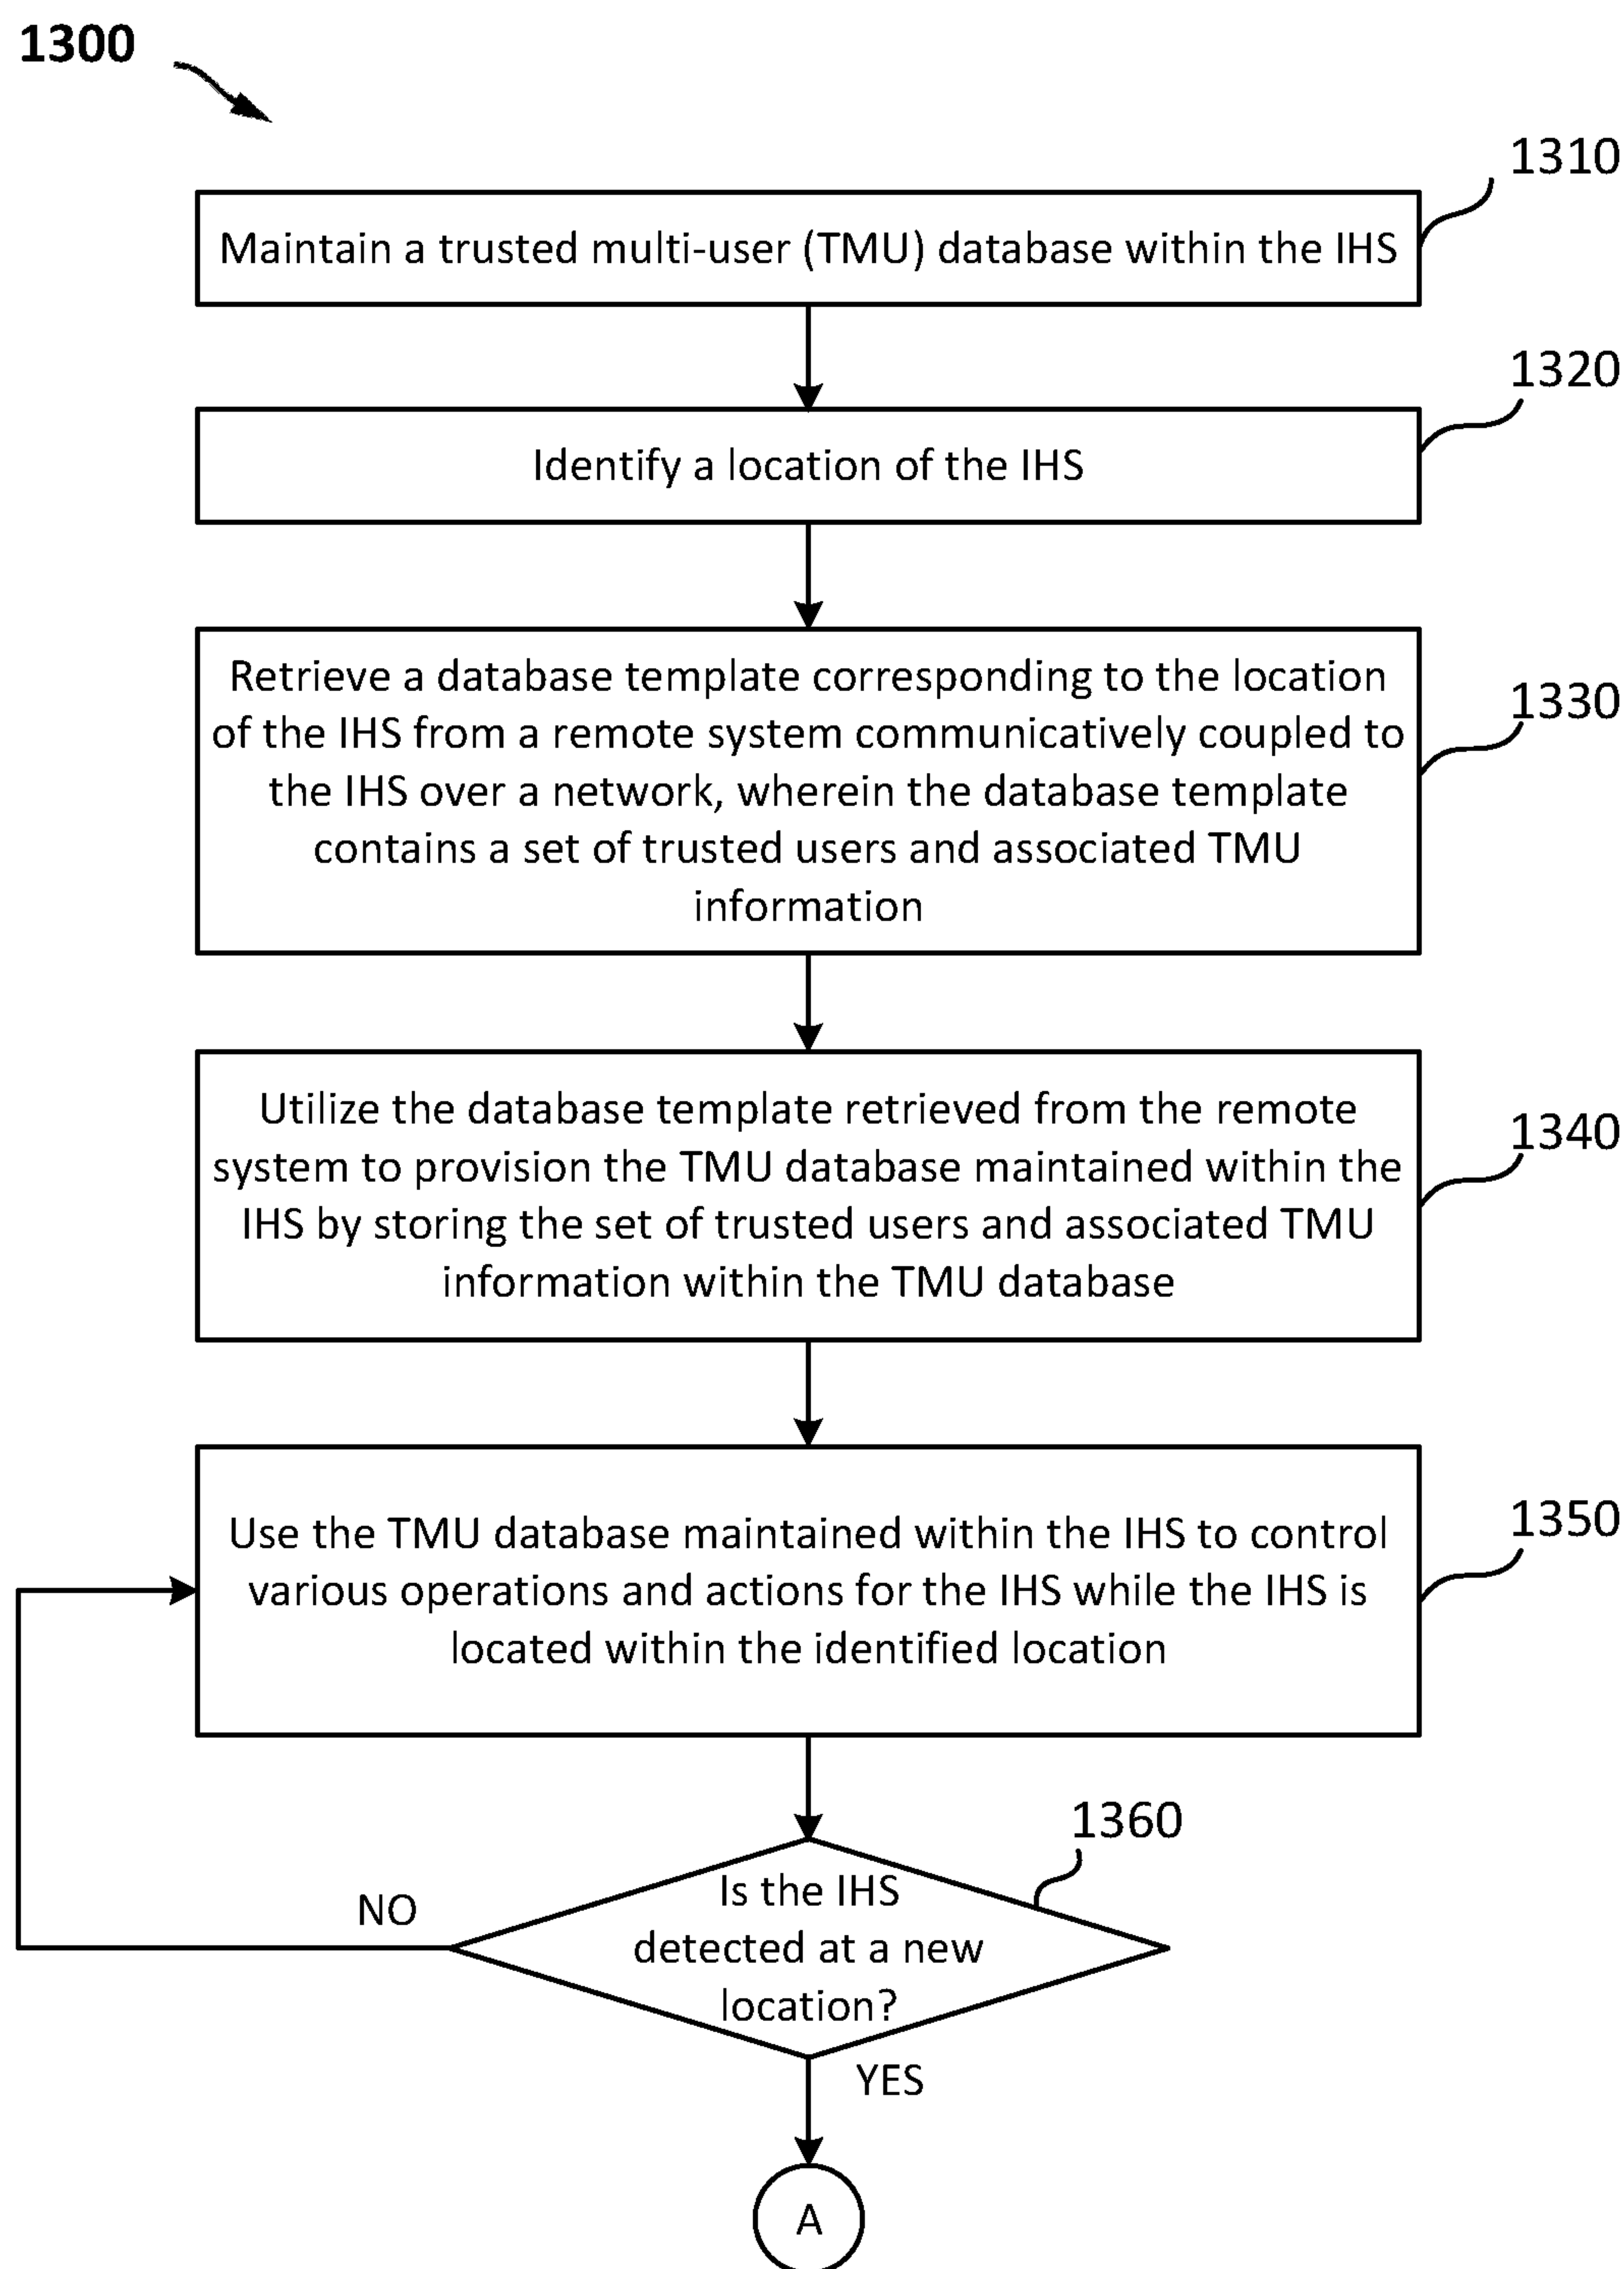 1300
1310
Maintain a trusted multi-user (TMU) database within the IHS
1320
Identify a location of the IHS
1330
Retrieve a database template corresponding to the location
of the IHS from a remote system communicatively coupled to
the IHS over a network, wherein the database template
contains a set of trusted users and associated TMU
information
1340
Utilize the database template retrieved from the remote
system to provision the TMU database maintained within the
IHS by storing the set of trusted users and associated TMU
information within the TMU database
1350
Use the TMU database maintained within the IHS to control
various operations and actions for the IHS while the IHS is
located within the identified location
1360
Is the IHS
detected at a new
location?
NO
YES
A